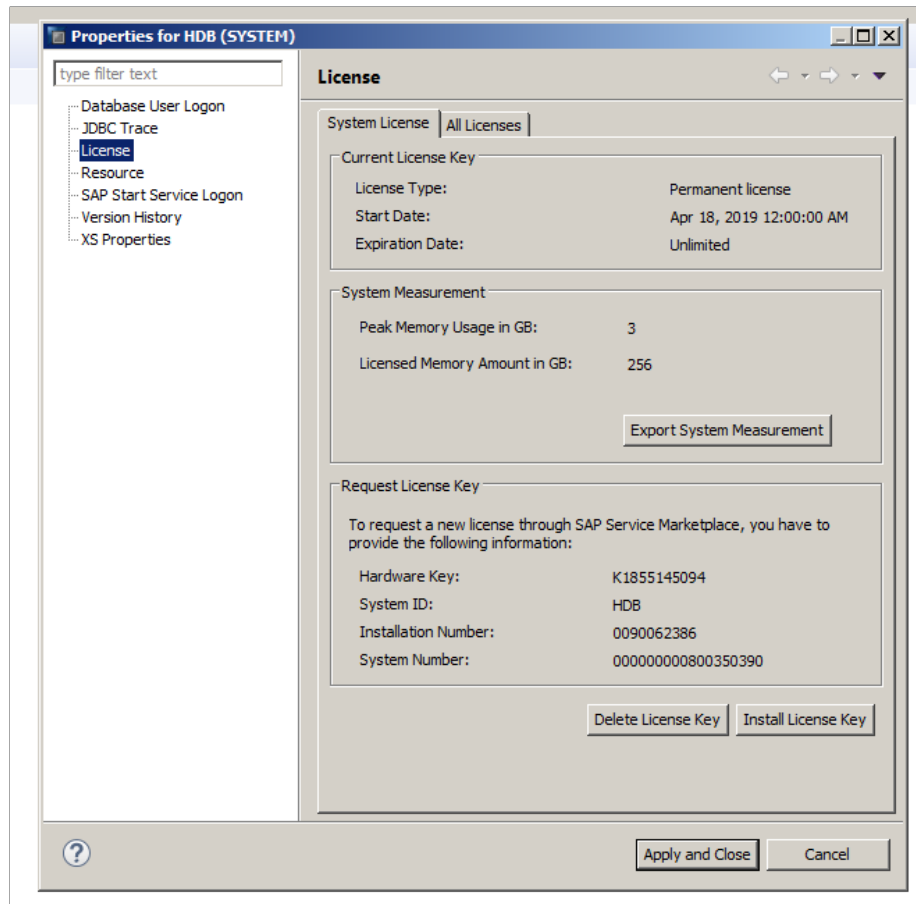 Properties for HDB (SYSTEM)
type filter text
Database User Logon
JDBC Trace
License
Resource
SAP Start Service Logon
Version History
XS Properties
License
System License
All Licenses
Current License Key
License Type: Permanent license
Start Date: Apr 18, 2019 12:00:00 AM
Expiration Date: Unlimited
System Measurement
Peak Memory Usage in GB: 3
Licensed Memory Amount in GB: 256
Export System Measurement
Request License Key
To request a new license through SAP Service Marketplace, you have to
provide the following information:
Hardware Key: K1855145094
System ID: HDB
Installation Number: 0090062386
System Number: 000000000800350390
Delete License Key
Install License Key
?
Apply and Close
Cancel